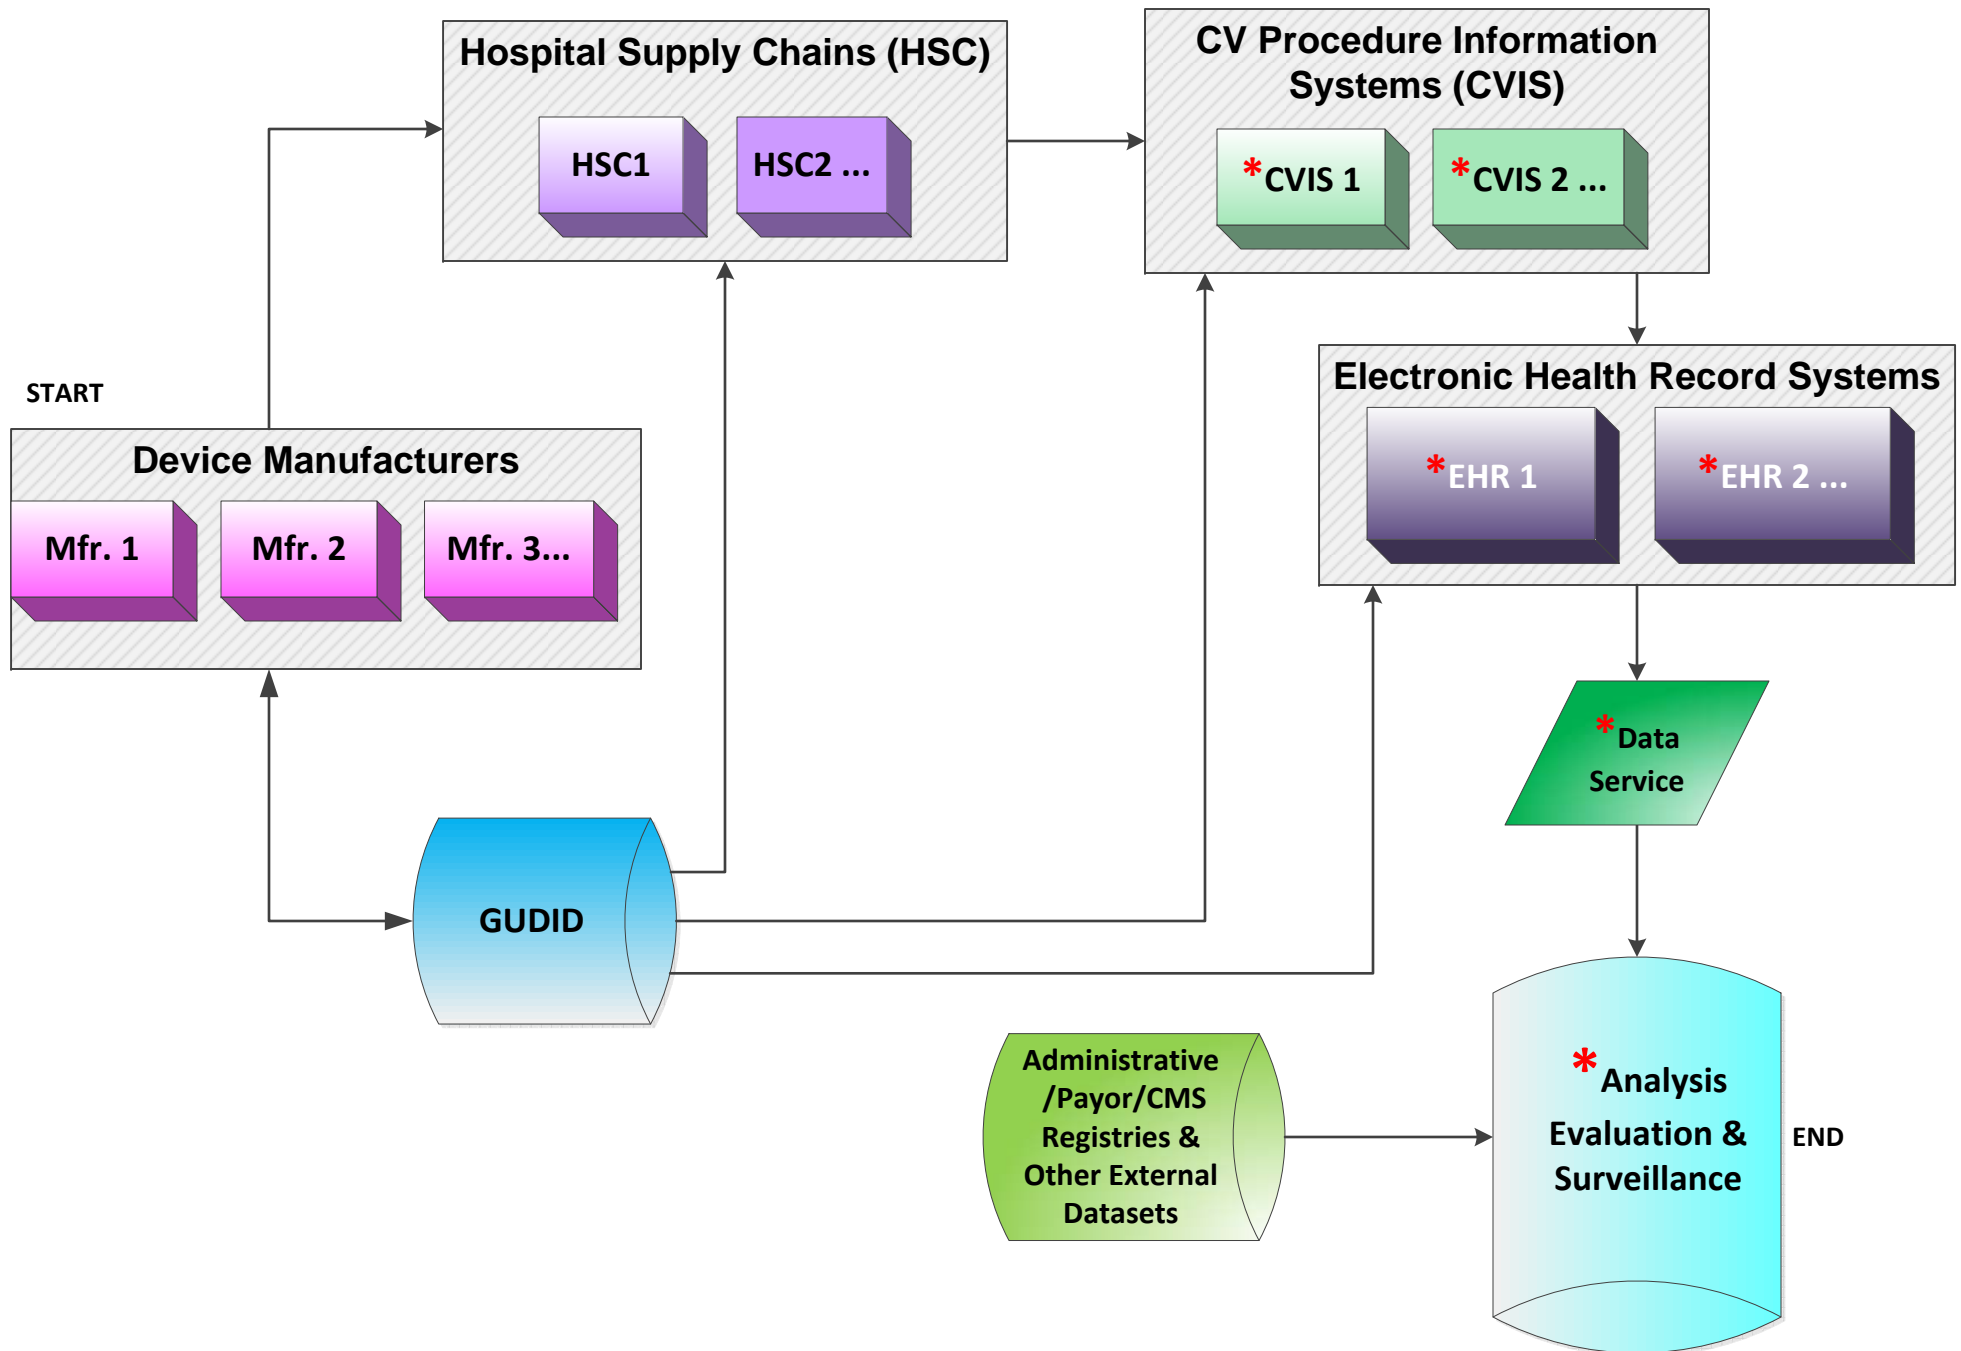 Hospital Supply Chains (HSC)
HSC1
HSC2 ...
CV Procedure Information
Systems (CVIS)
*CVIS 1
*CVIS 2 ...
START
Device Manufacturers
Mfr. 1
Mfr. 2
Mfr. 3...
Electronic Health Record Systems
*EHR 1
*EHR 2 ...
*Data
Service
GUDID
Administrative
/Payor/CMS
Registries &
Other External
Datasets
*Analysis
Evaluation &
Surveillance
END